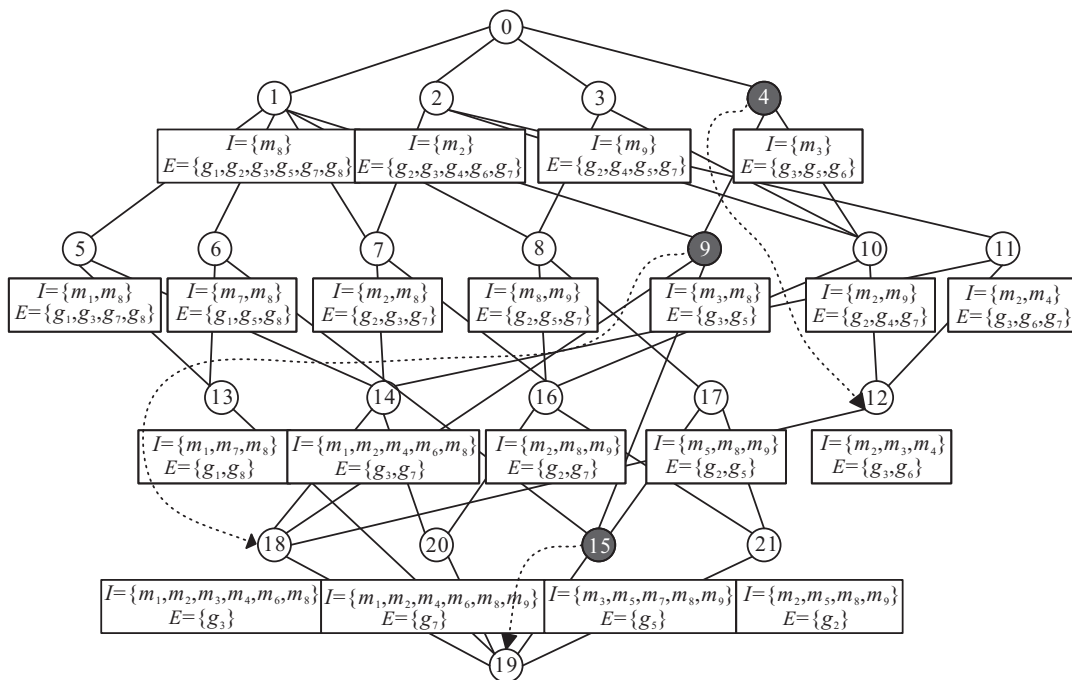 0
1
2
3
4
I={m₈}
E={g₁,g₂,g₃,g₅,g₇,g₈}
I={m₂}
E={g₂,g₃,g₄,g₆,g₇}
I={m₉}
E={g₂,g₄,g₅,g₇}
I={m₃}
E={g₃,g₅,g₆}
5
6
7
8
9
10
11
I={m₁,m₈}
E={g₁,g₃,g₇,g₈}
I={m₇,m₈}
E={g₁,g₅,g₈}
I={m₂,m₈}
E={g₂,g₃,g₇}
I={m₈,m₉}
E={g₂,g₅,g₇}
I={m₃,m₈}
E={g₃,g₅}
I={m₂,m₉}
E={g₂,g₄,g₇}
I={m₂,m₄}
E={g₃,g₆,g₇}
13
14
16
17
12
I={m₁,m₇,m₈}
E={g₁,g₈}
I={m₁,m₂,m₄,m₆,m₈}
E={g₃,g₇}
I={m₂,m₈,m₉}
E={g₂,g₇}
I={m₅,m₈,m₉}
E={g₂,g₅}
I={m₂,m₃,m₄}
E={g₃,g₆}
18
20
15
21
I={m₁,m₂,m₃,m₄,m₆,m₈}
E={g₃}
I={m₁,m₂,m₄,m₆,m₈,m₉}
E={g₇}
I={m₃,m₅,m₇,m₈,m₉}
E={g₅}
I={m₂,m₅,m₈,m₉}
E={g₂}
19